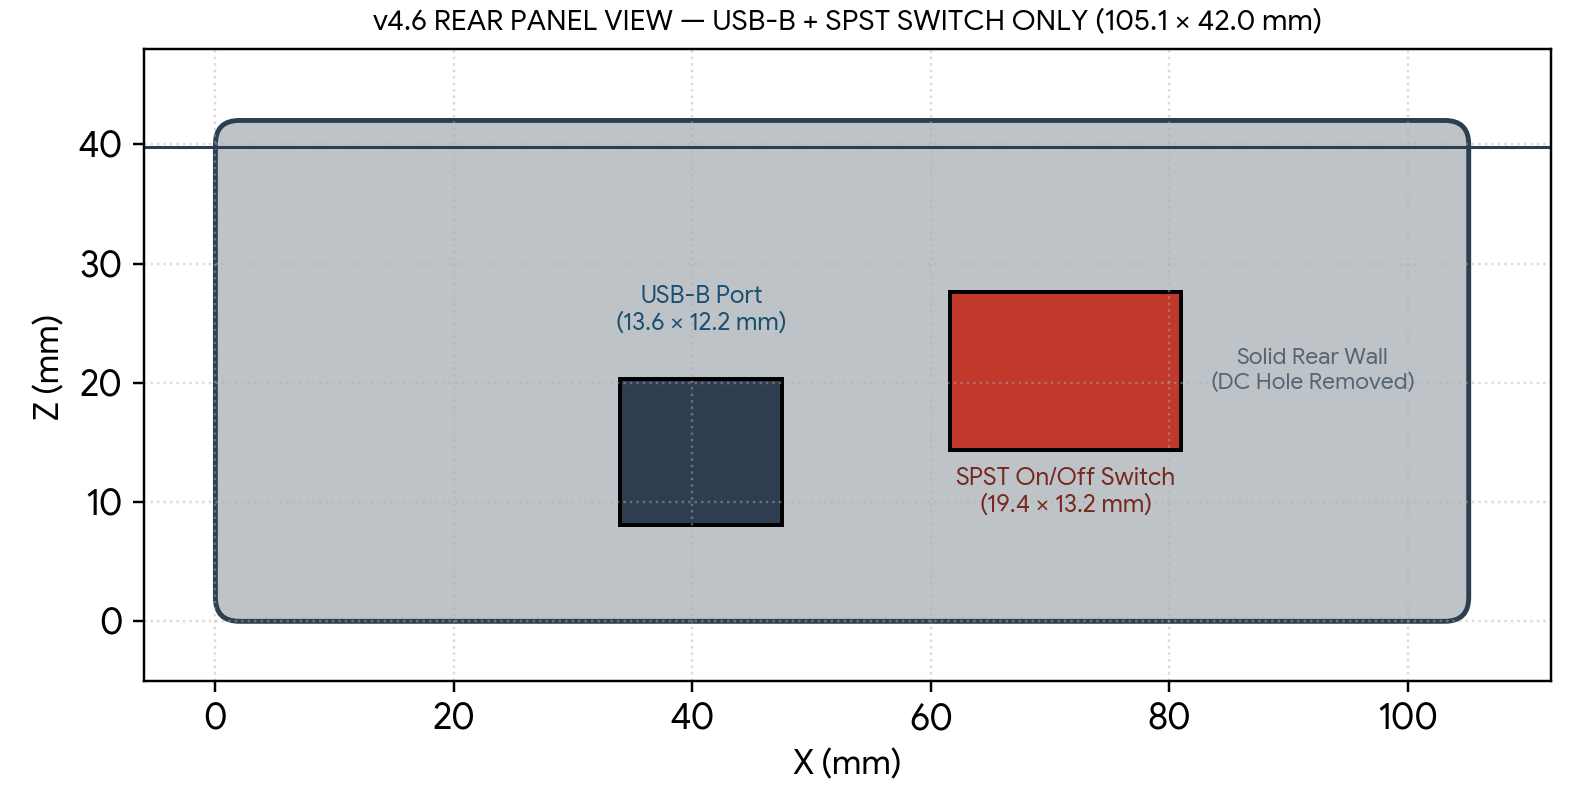 v4.6 REAR PANEL VIEW — USB-B + SPST SWITCH ONLY (105.1 × 42.0 mm)
40
30
20
10
0
Z (mm)
USB-B Port
(13.6 × 12.2 mm)
Solid Rear Wall
(DC Hole Removed)
SPST On/Off Switch
(19.4 × 13.2 mm)
0
20
40
60
80
100
X (mm)